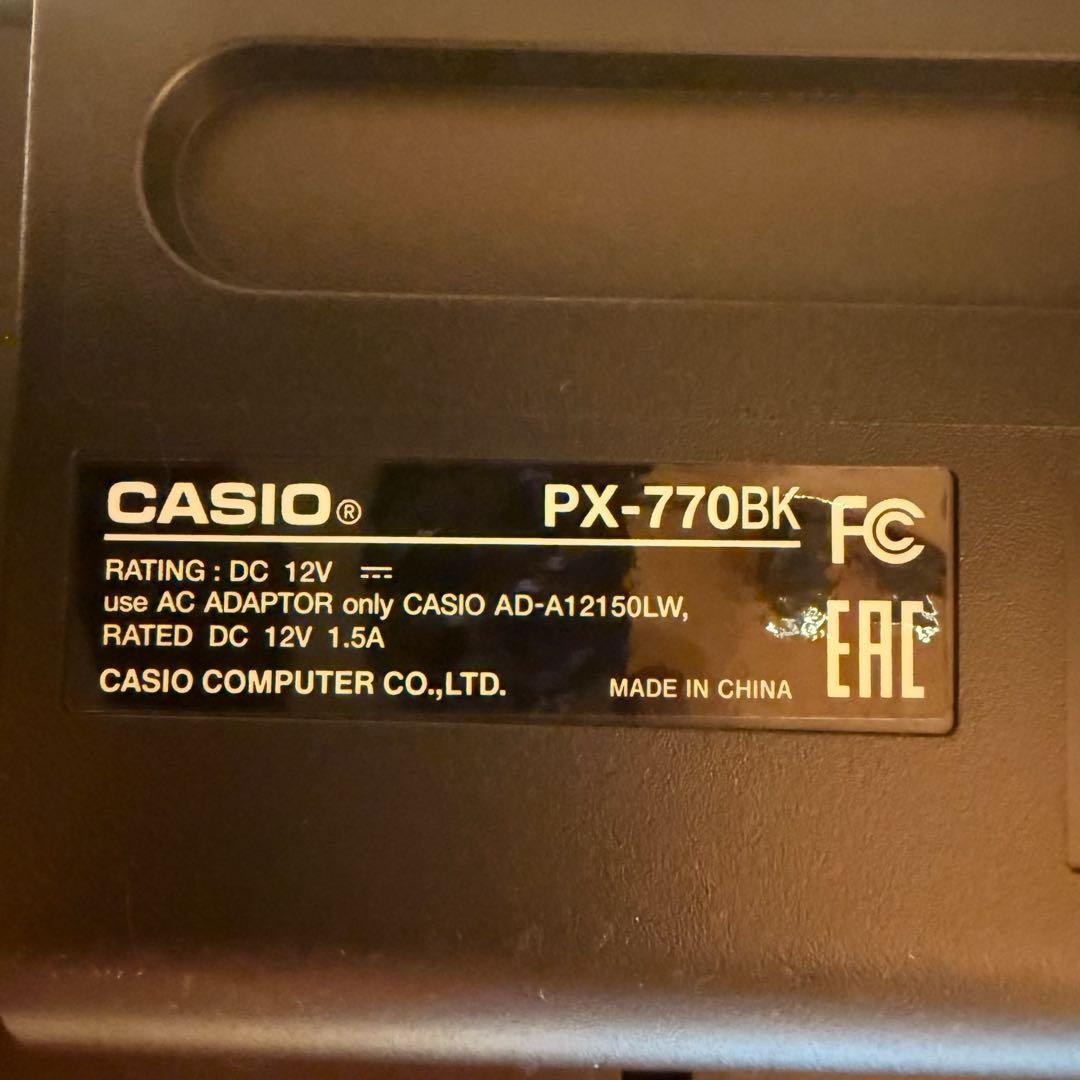 CASIO® PX-770BK FC
RATING : DC 12V ⎓
use AC ADAPTOR only CASIO AD-A12150LW,
RATED DC 12V 1.5A
EAC
CASIO COMPUTER CO.,LTD. MADE IN CHINA